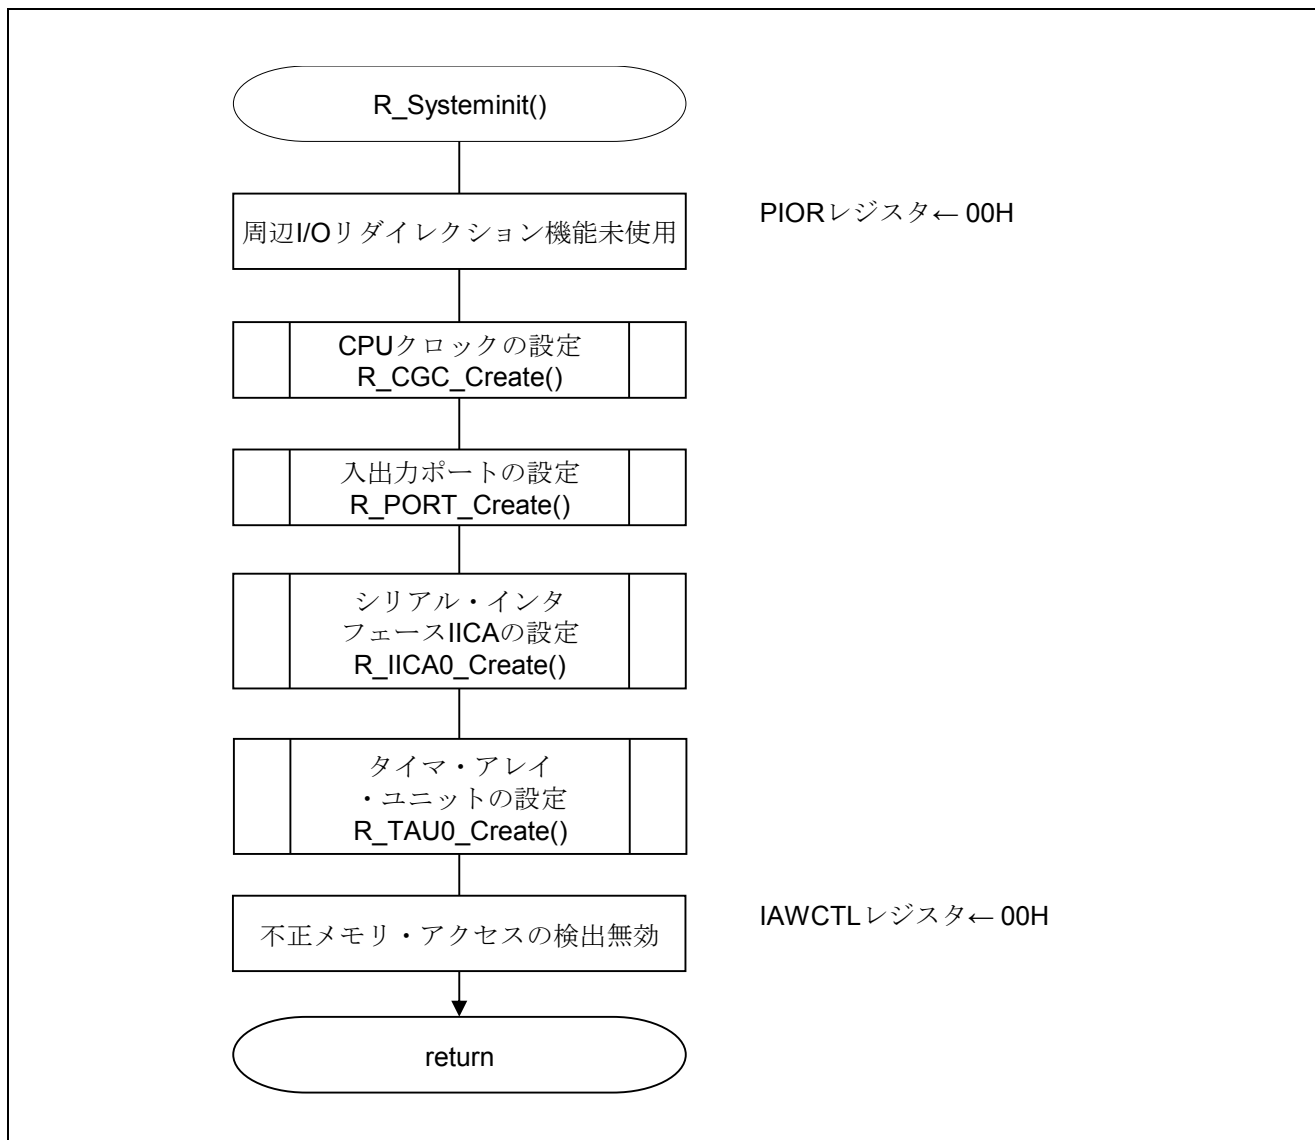 R_Systeminit()
周辺I/Oリダイレクション機能未使用
PIORレジスタ← 00H
CPUクロックの設定
R_CGC_Create()
入出力ポートの設定
R_PORT_Create()
シリアル・インタ
フェースIICAの設定
R_IICA0_Create()
タイマ・アレイ
・ユニットの設定
R_TAU0_Create()
不正メモリ・アクセスの検出無効
IAWCTLレジスタ← 00H
return